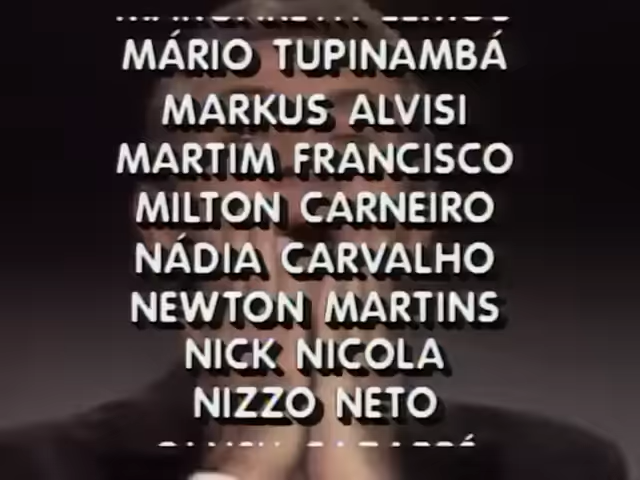 MÁRIO TUPINAMBÁ
MARKUS ALVISI
MARTIM FRANCISCO
MILTON CARNEIRO
NÁDIA CARVALHO
NEWTON MARTINS
NICK NICOLA
NIZZO NETO